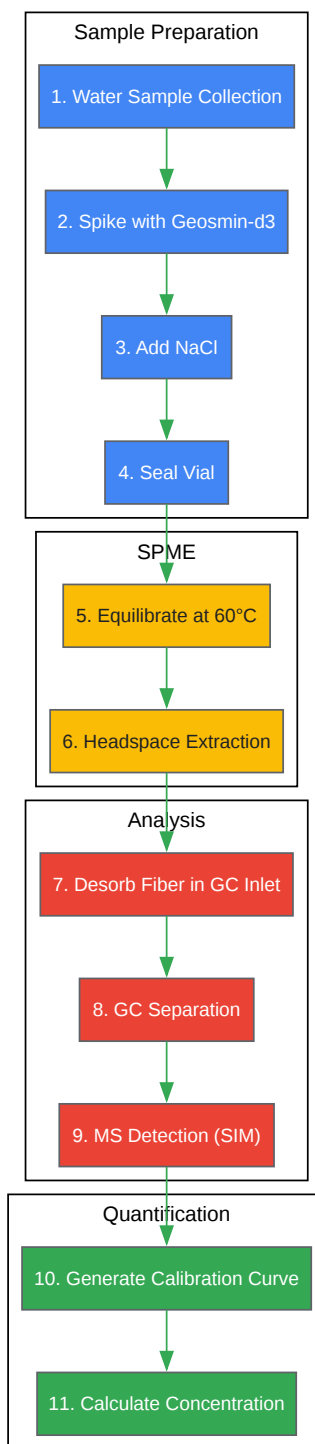 Sample Preparation
1. Water Sample Collection
2. Spike with Geosmin-d3
3. Add NaCl
4. Seal Vial
SPME
5. Equilibrate at 60°C
6. Headspace Extraction
Analysis
7. Desorb Fiber in GC Inlet
8. GC Separation
9. MS Detection (SIM)
Quantification
10. Generate Calibration Curve
11. Calculate Concentration